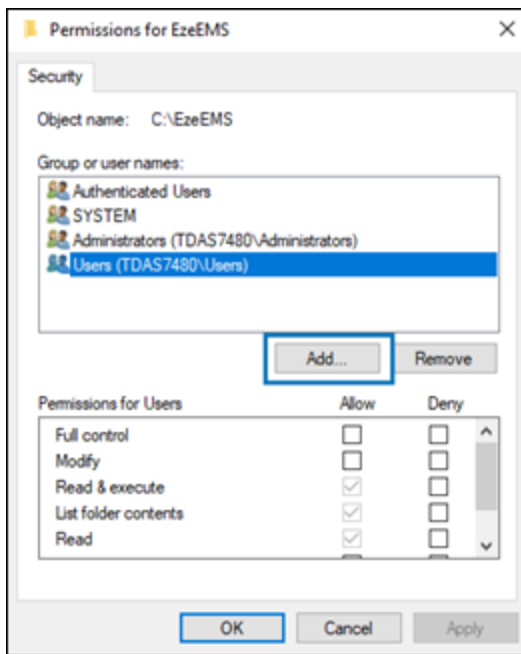 Permissions for EzeEMS
Security
Object name: C:\EzeEMS
Group or user names:
Authenticated Users
SYSTEM
Administrators (TDAS7480\Administrators)
Users (TDAS7480\Users)
Add... Remove
Permissions for Users Allow Deny
Full control
Modify
Read & execute
List folder contents
Read
OK Cancel Apply